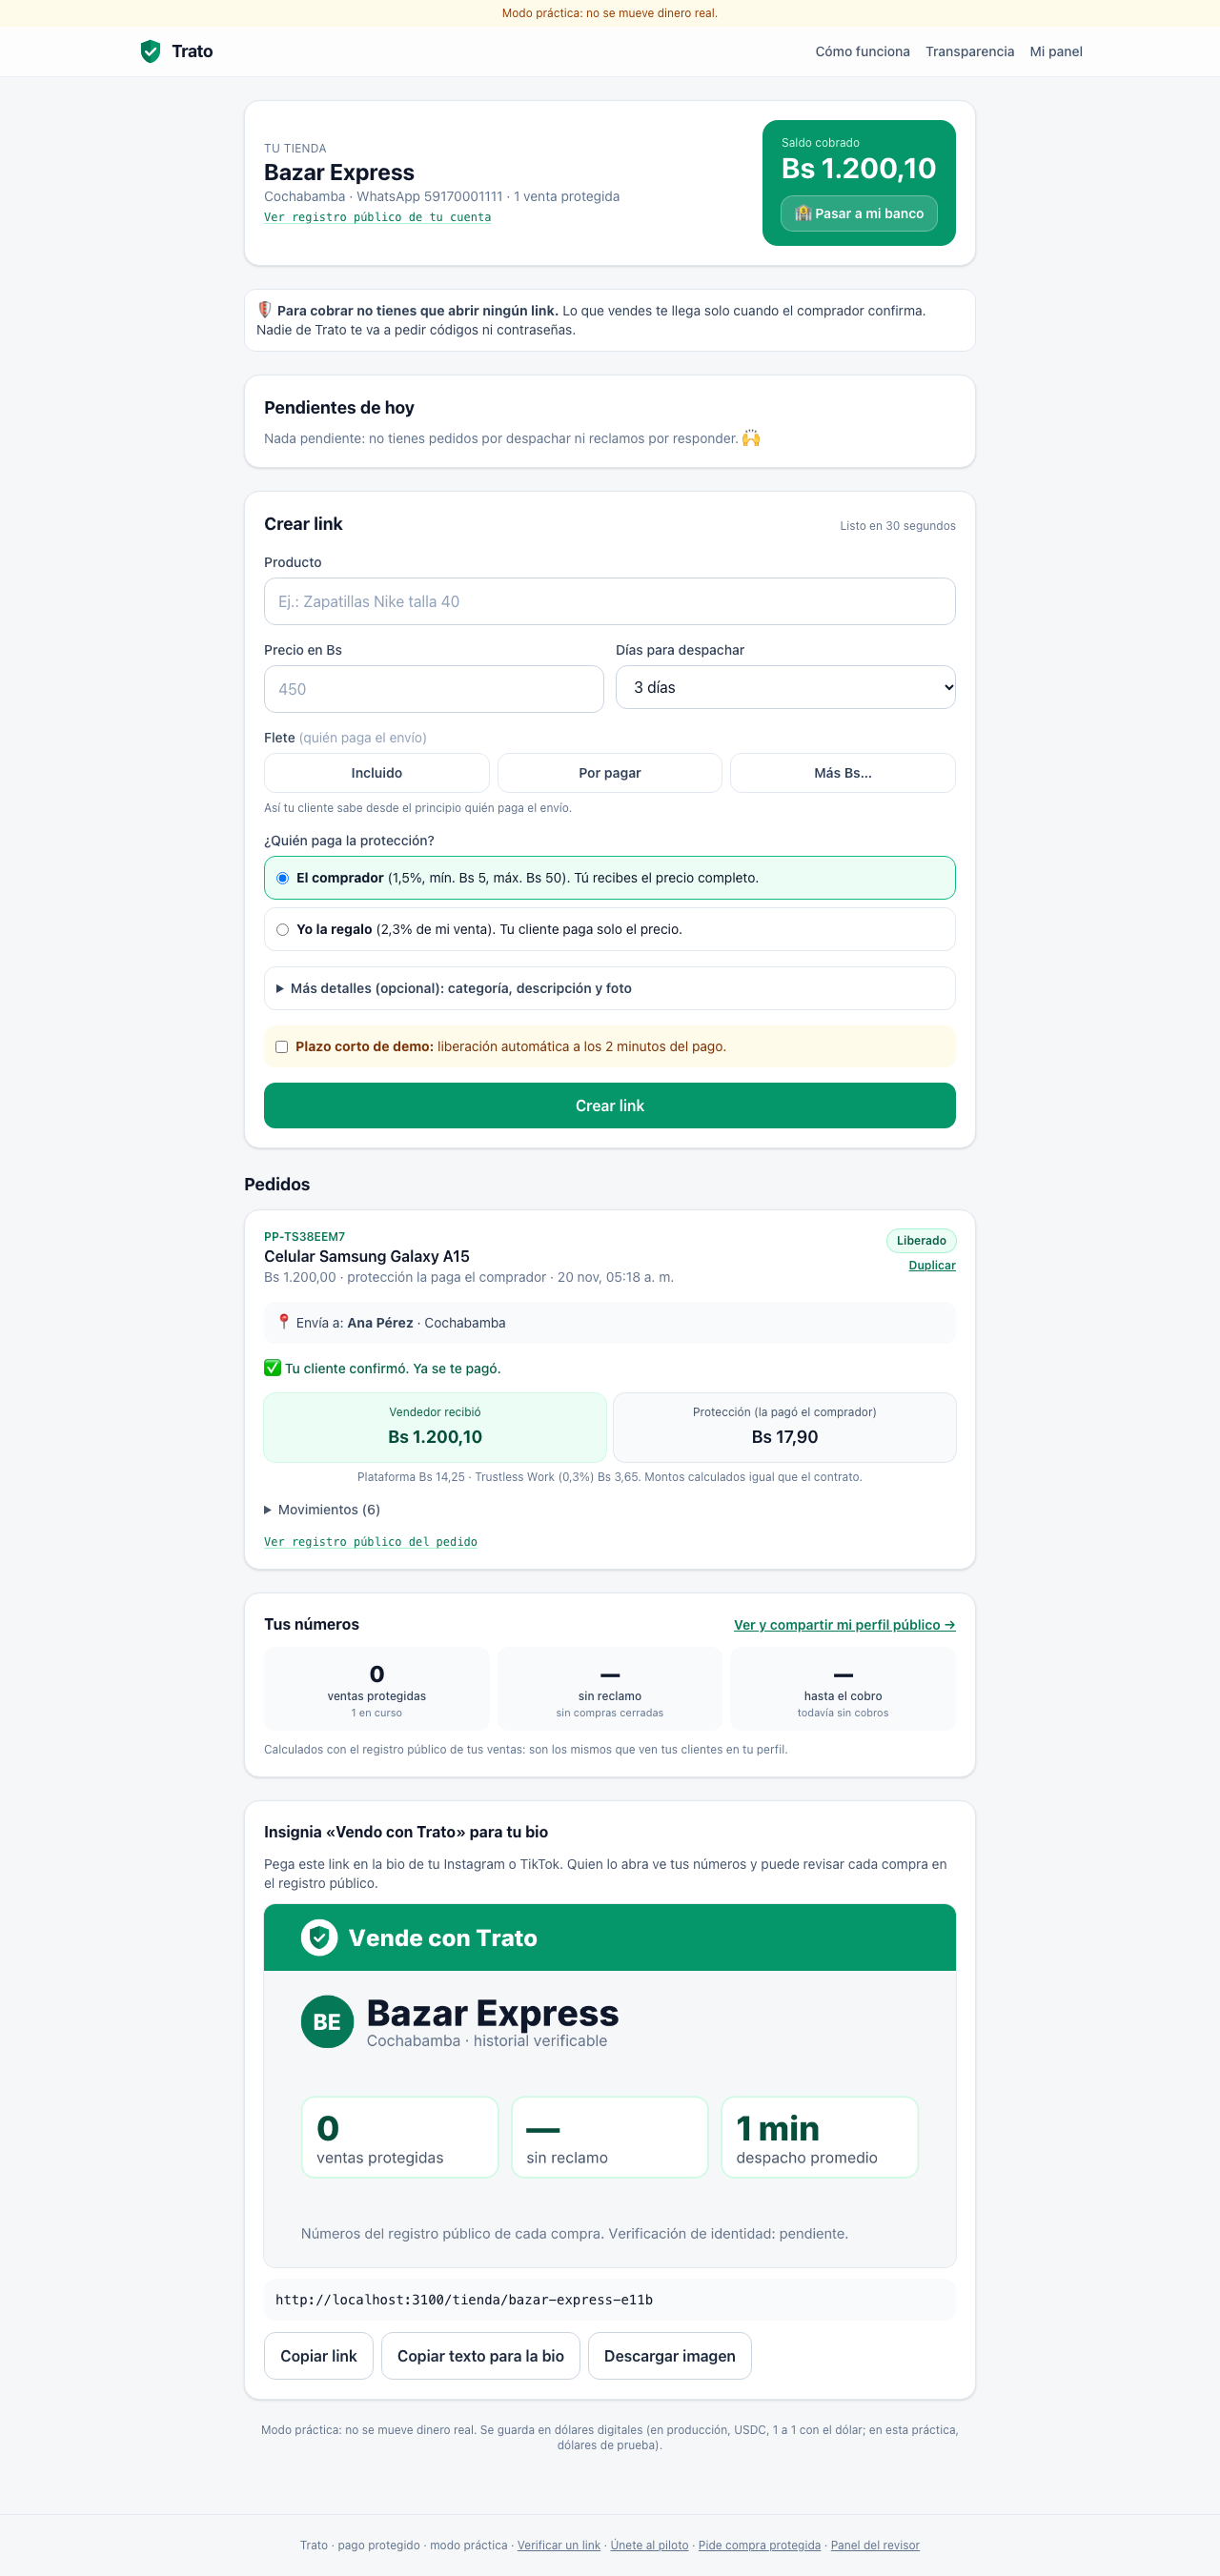 Modo práctica: no se mueve dinero real.
Trato
Cómo funciona
Transparencia
Mi panel
TU TIENDA
Bazar Express
Cochabamba · WhatsApp 59170001111 · 1 venta protegida
Ver registro público de tu cuenta
Saldo cobrado
Bs 1.200,10
🏦 Pasar a mi banco
🛡️ Para cobrar no tienes que abrir ningún link. Lo que vendes te llega solo cuando el comprador confirma.
Nadie de Trato te va a pedir códigos ni contraseñas.
Pendientes de hoy
Nada pendiente: no tienes pedidos por despachar ni reclamos por responder. 🙌
Crear link
Listo en 30 segundos
Producto
Ej.: Zapatillas Nike talla 40
Precio en Bs
Días para despachar
450
3 días
Flete (quién paga el envío)
Incluido
Por pagar
Más Bs...
Así tu cliente sabe desde el principio quién paga el envío.
¿Quién paga la protección?
El comprador (1,5%, mín. Bs 5, máx. Bs 50). Tú recibes el precio completo.
Yo la regalo (2,3% de mi venta). Tu cliente paga solo el precio.
Más detalles (opcional): categoría, descripción y foto
Plazo corto de demo: liberación automática a los 2 minutos del pago.
Crear link
Pedidos
PP-TS38EEM7
Liberado
Celular Samsung Galaxy A15
Duplicar
Bs 1.200,00 · protección la paga el comprador · 20 nov, 05:18 a. m.
📍 Envía a: Ana Pérez · Cochabamba
✅ Tu cliente confirmó. Ya se te pagó.
Vendedor recibió
Bs 1.200,10
Protección (la pagó el comprador)
Bs 17,90
Plataforma Bs 14,25 · Trustless Work (0,3%) Bs 3,65. Montos calculados igual que el contrato.
Movimientos (6)
Ver registro público del pedido
Tus números
Ver y compartir mi perfil público →
0
ventas protegidas
1 en curso
—
sin reclamo
sin compras cerradas
—
hasta el cobro
todavía sin cobros
Calculados con el registro público de tus ventas: son los mismos que ven tus clientes en tu perfil.
Insignia «Vendo con Trato» para tu bio
Pega este link en la bio de tu Instagram o TikTok. Quien lo abra ve tus números y puede revisar cada compra en
el registro público.
Vende con Trato
BE
Bazar Express
Cochabamba · historial verificable
0
ventas protegidas
—
sin reclamo
1 min
despacho promedio
Números del registro público de cada compra. Verificación de identidad: pendiente.
http://localhost:3100/tienda/bazar-express-e11b
Copiar link
Copiar texto para la bio
Descargar imagen
Modo práctica: no se mueve dinero real. Se guarda en dólares digitales (en producción, USDC, 1 a 1 con el dólar; en esta práctica,
dólares de prueba).
Trato · pago protegido · modo práctica · Verificar un link · Únete al piloto · Pide compra protegida · Panel del revisor